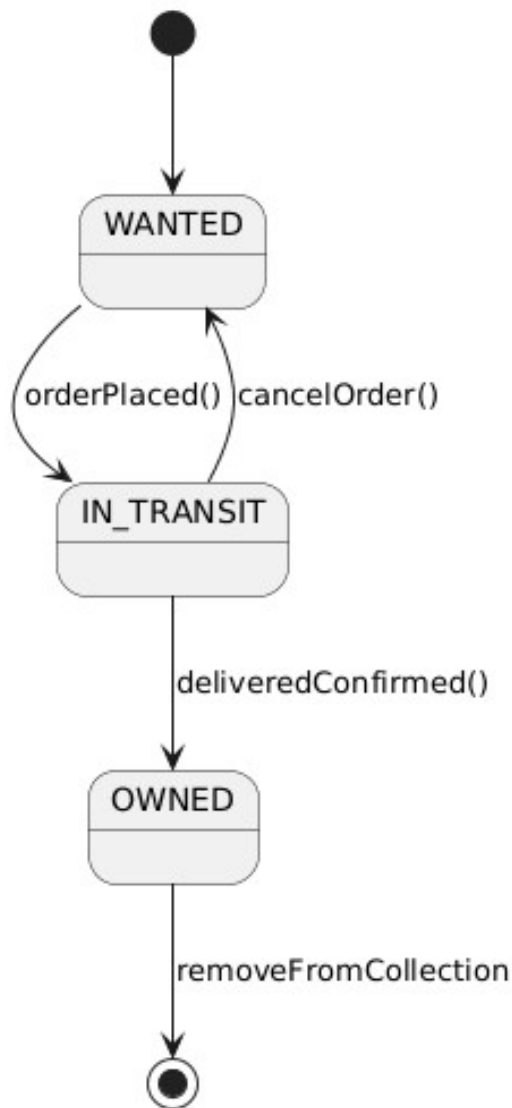 WANTED
orderPlaced()
cancelOrder()
IN_TRANSIT
deliveredConfirmed()
OWNED
removeFromCollection